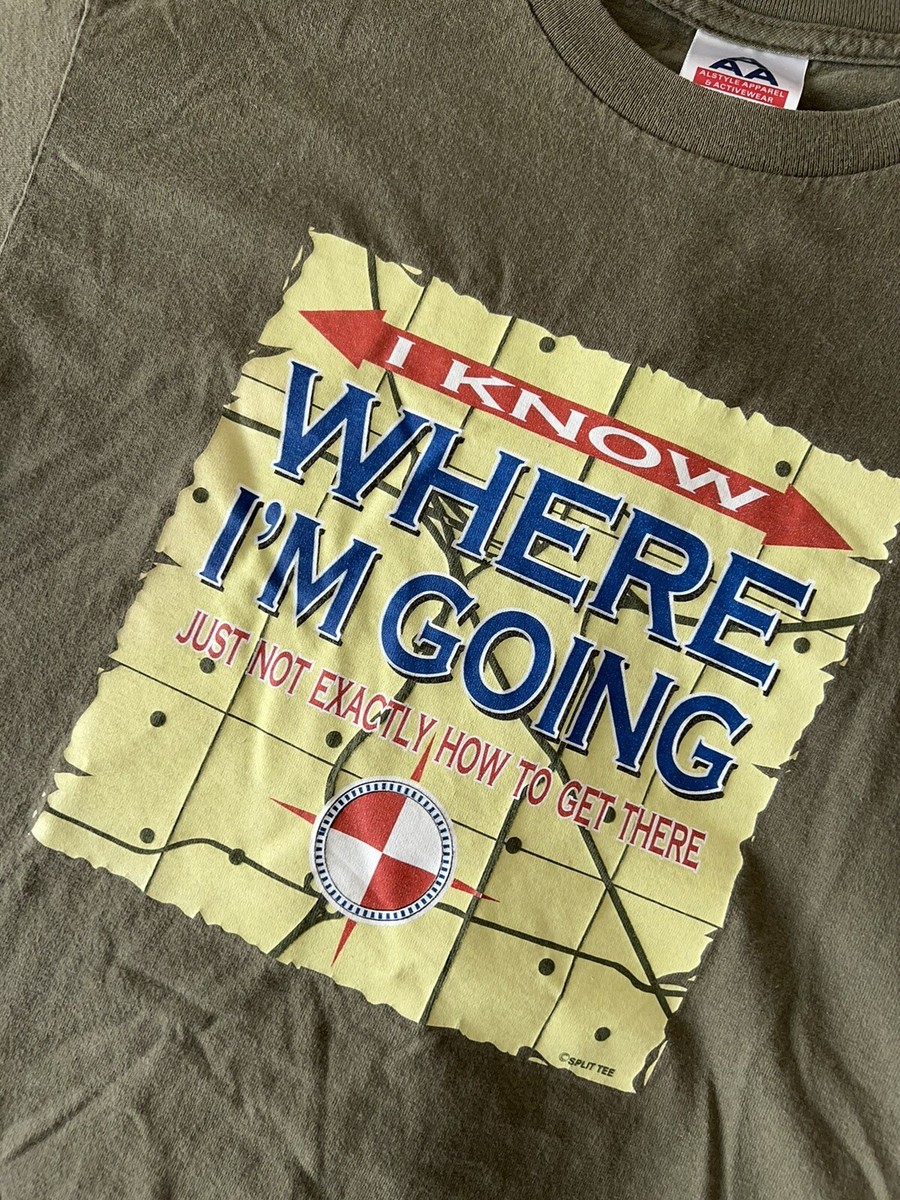 AA
ALSTYLE APPAREL
& ACTIVEWEAR
I KNOW
WHERE
I'M GOING
JUST NOT EXACTLY HOW TO GET THERE
©SPLIT TEE